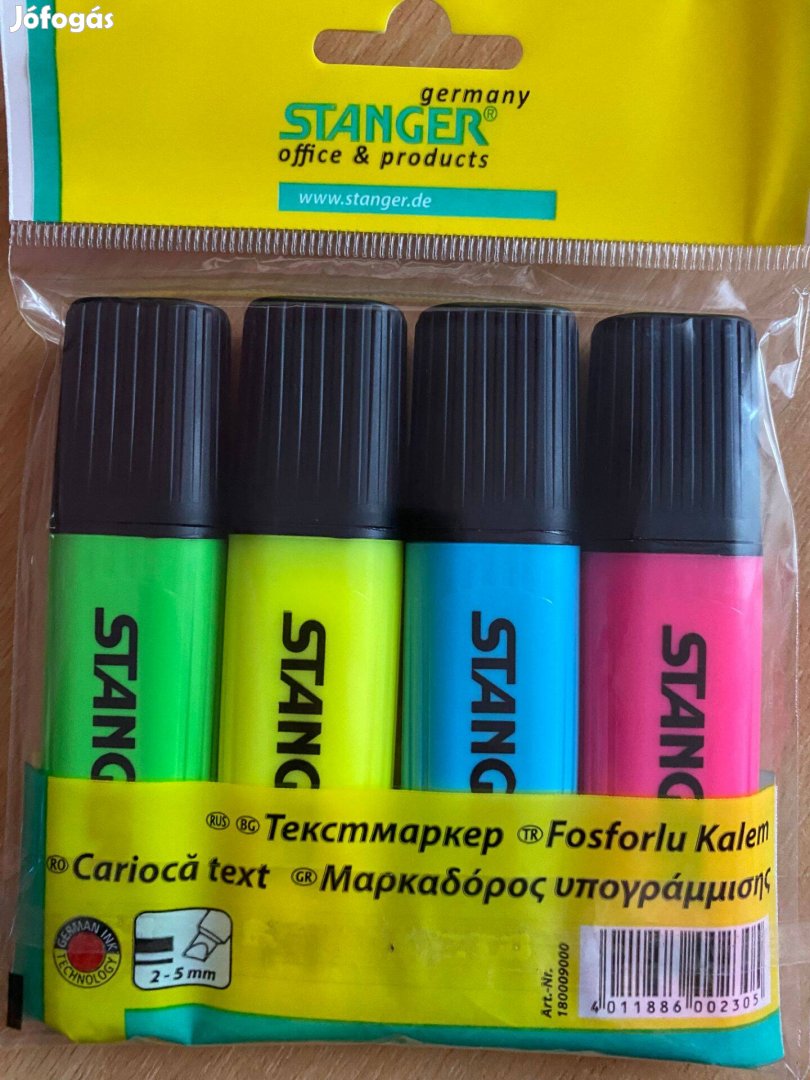 Jófogás
germany
STANGER®
office & products
www.stanger.de
STANG
STANG
STANG
STANG
RUS BG Текстмаркер TR Fosforlu Kalem
RO Cariocă text GR Μαρκαδόρος υπογράμμισης
GERMAN INK
TECHNOLOGY
2 - 5 mm
Art.-Nr.
180009000
4 011886 002305